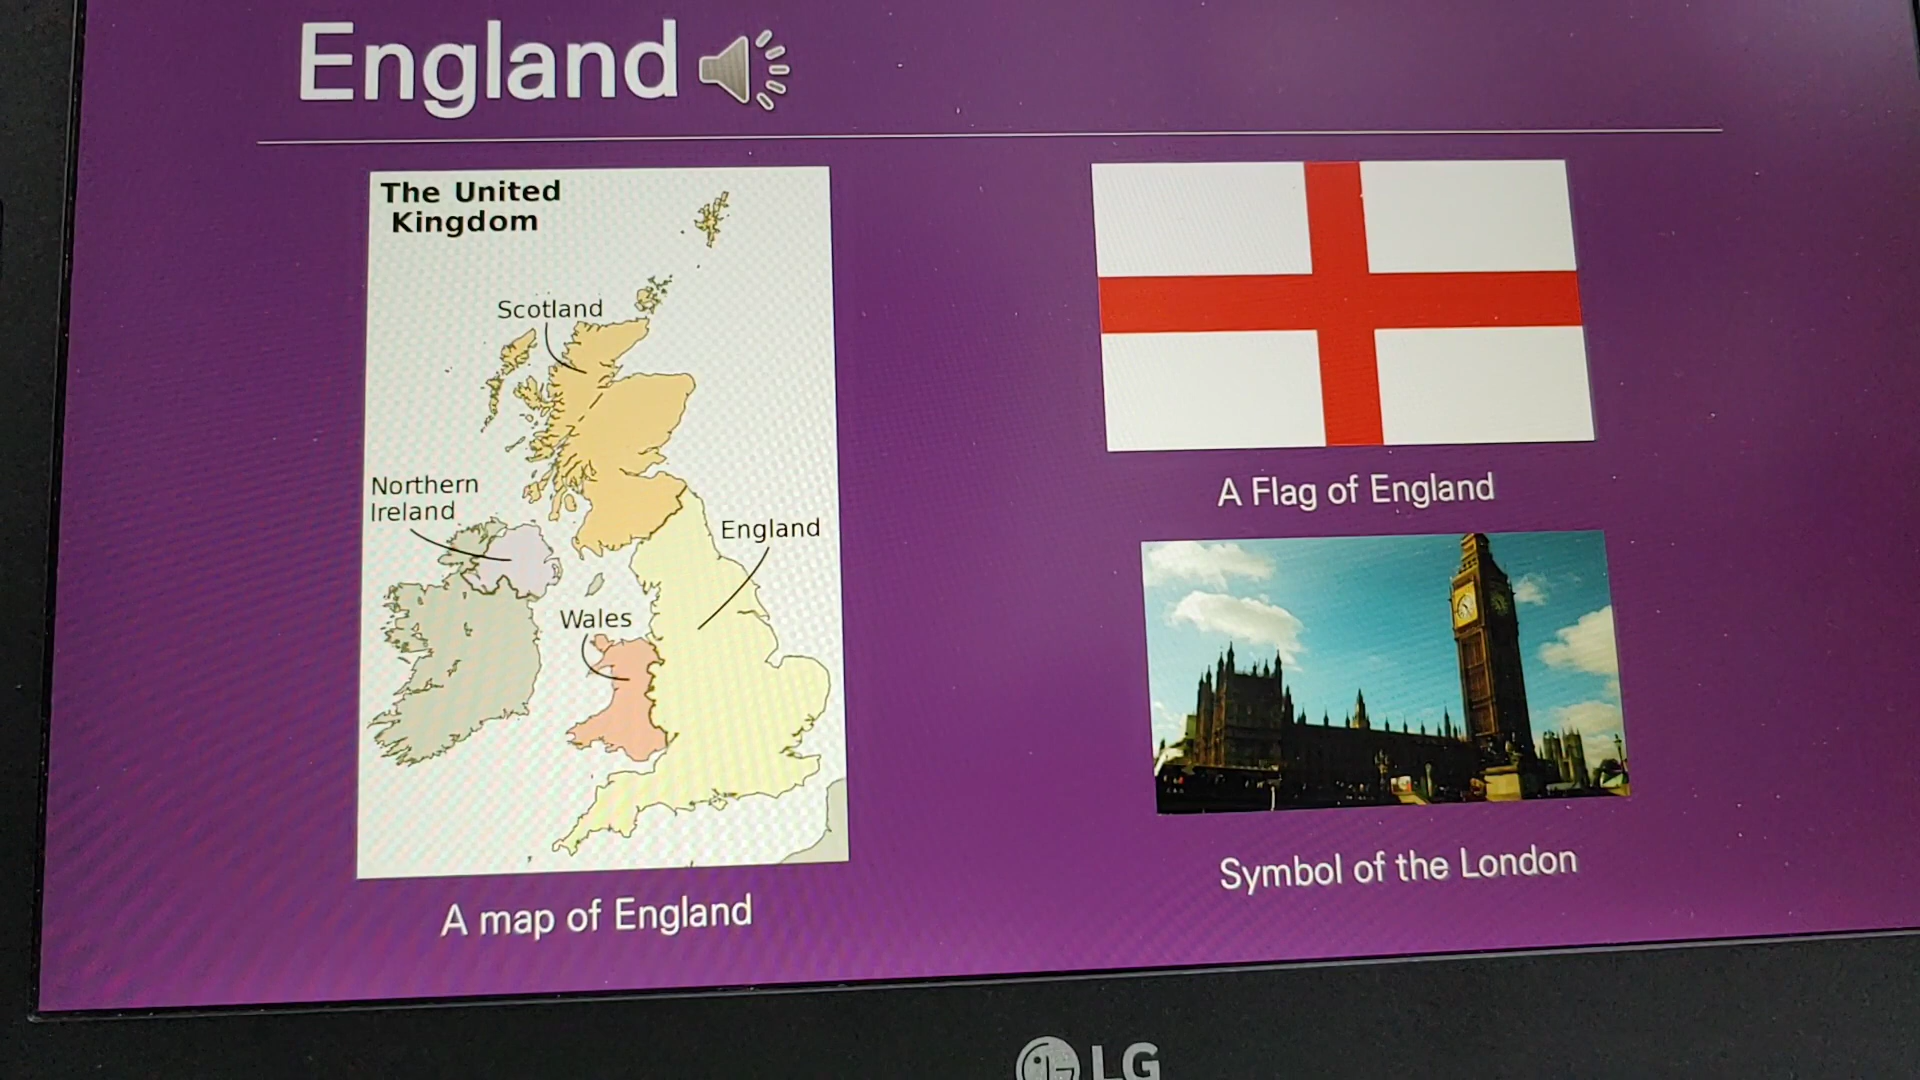 England
The United
Kingdom
Scotland
Northern
Ireland
England
Wales
A map of England
A Flag of England
Symbol of the London
LG